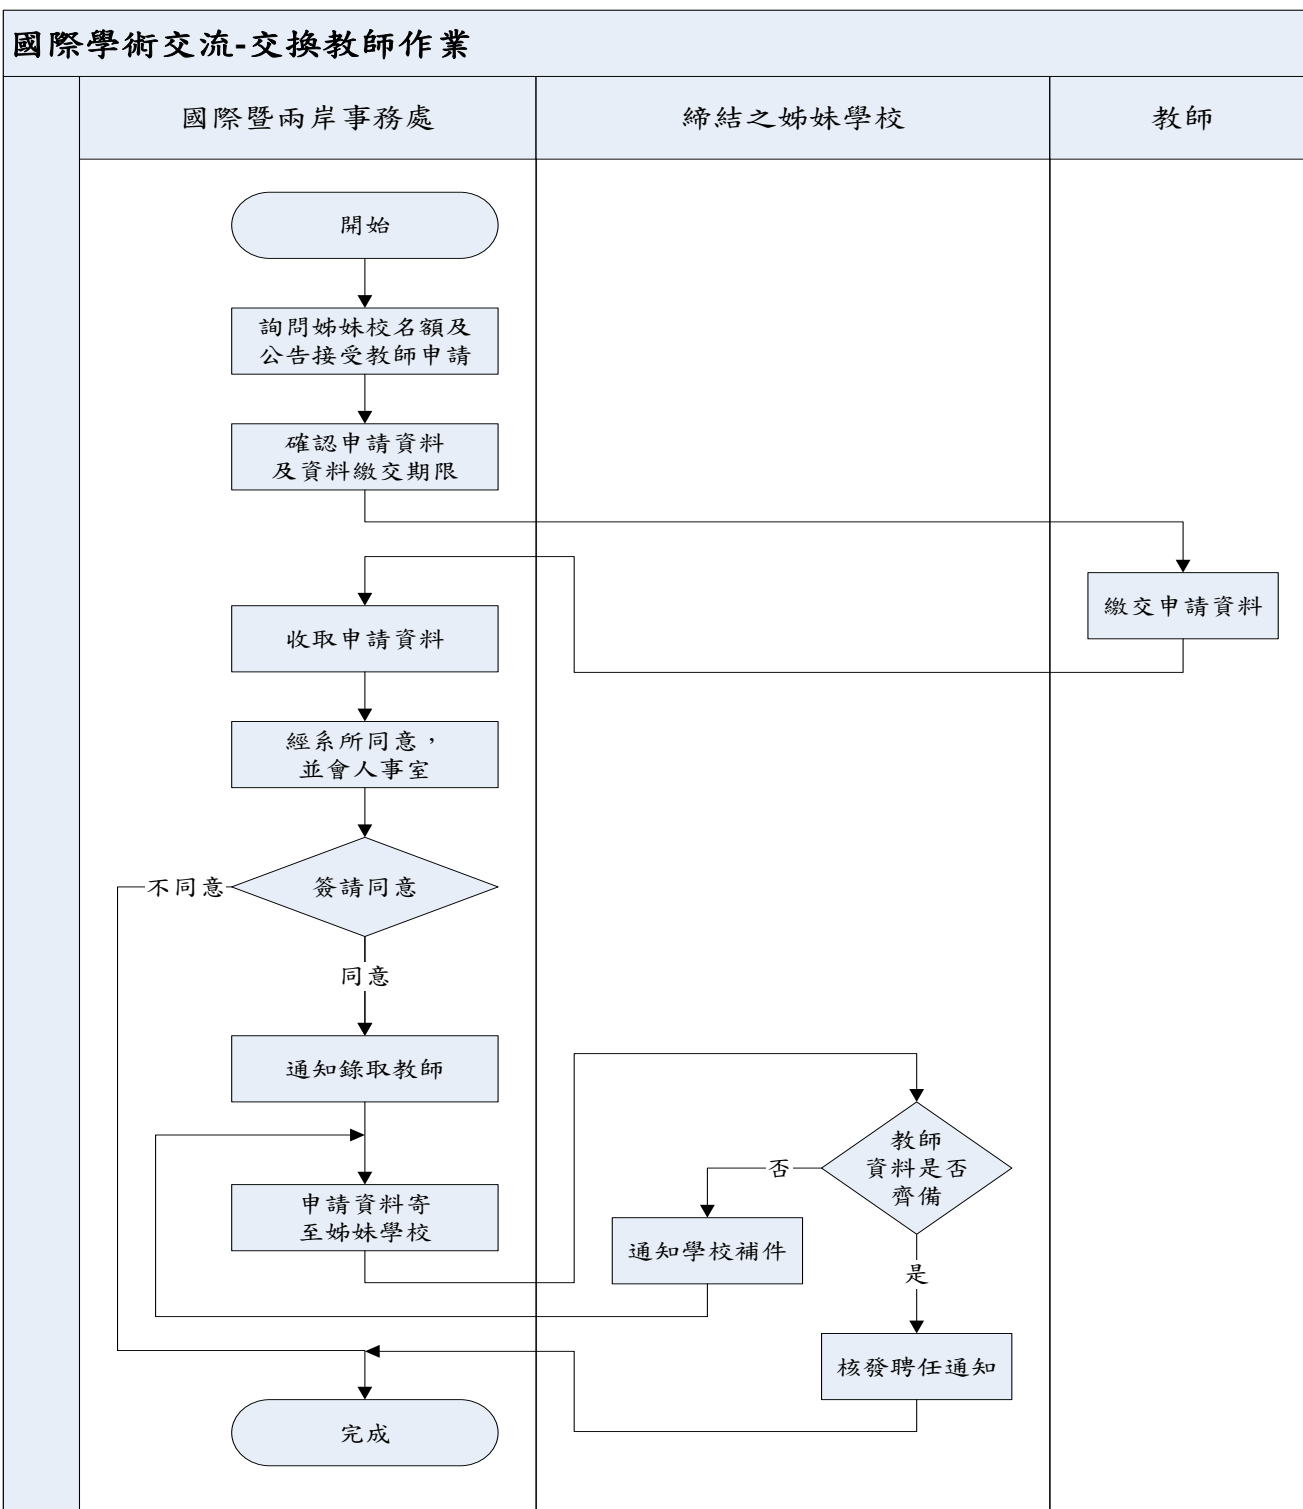 國際學術交流-交換教師作業
國際暨兩岸事務處
締結之姊妹學校
教師
開始
詢問姊妹校名額及
公告接受教師申請
確認申請資料
及資料繳交期限
繳交申請資料
收取申請資料
經系所同意，
並會人事室
簽請同意
不同意
同意
通知錄取教師
教師
資料是否
齊備
否
申請資料寄
至姊妹學校
通知學校補件
是
核發聘任通知
完成